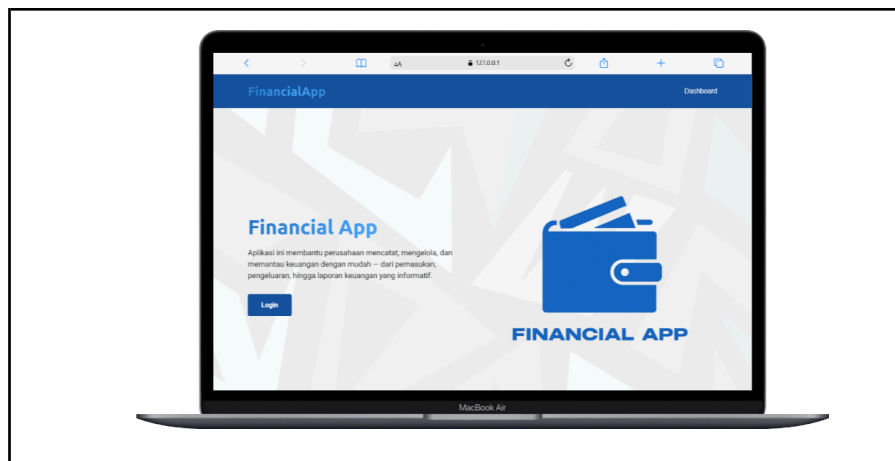 AA
127.0.0.1
FinancialApp
Dashboard
Financial App
Aplikasi ini membantu perusahaan mencatat, mengelola, dan
memantau keuangan dengan mudah — dari pemasukan,
pengeluaran, hingga laporan keuangan yang informatif.
Login
FINANCIAL APP
MacBook Air